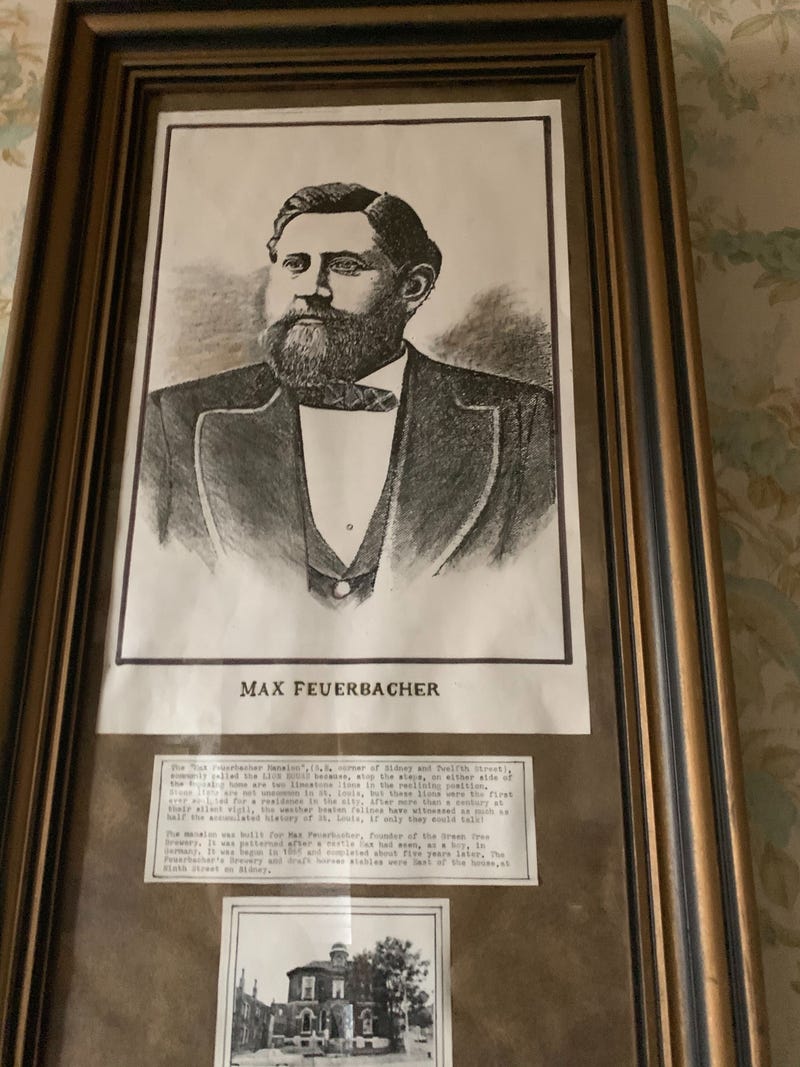 MAX FEUERBACHER
The "Max Feuerbacher Mansion",(S.E. corner of Sidney and Twelfth Street),
commonly called the LION HOUSE because, atop the steps, on either side of
the imposing home are two limestone lions in the reclining position.
Stone lions are not uncommon in St. Louis, but these lions were the first
ever sculpted for a residence in the city. After more than a century at
their silent vigil, the weather beaten felines have witnessed as much as
half the accumulated history of St. Louis, if only they could talk!
The mansion was built for Max Feuerbacher, founder of the Green Tree
Brewery. It was patterned after a castle Max had seen, as a boy, in
Germany. It was begun in and completed about five years later. The
Feuerbacher's Brewery and draft horses stables were East of the house,at
Ninth Street on Sidney.